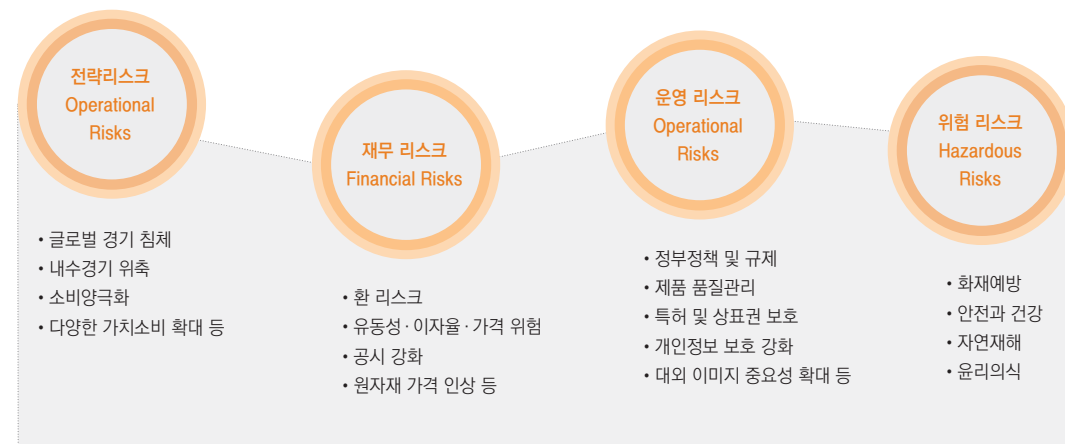 전략리스크
Operational
Risks
• 글로벌 경기 침체
• 내수경기 위축
• 소비양극화
• 다양한 가치소비 확대 등
재무 리스크
Financial Risks
• 환 리스크
• 유동성 · 이자율 · 가격 위험
• 공시 강화
• 원자재 가격 인상 등
운영 리스크
Operational
Risks
• 정부정책 및 규제
• 제품 품질관리
• 특허 및 상표권 보호
• 개인정보 보호 강화
• 대외 이미지 중요성 확대 등
위험 리스크
Hazardous
Risks
• 화재예방
• 안전과 건강
• 자연재해
• 윤리의식